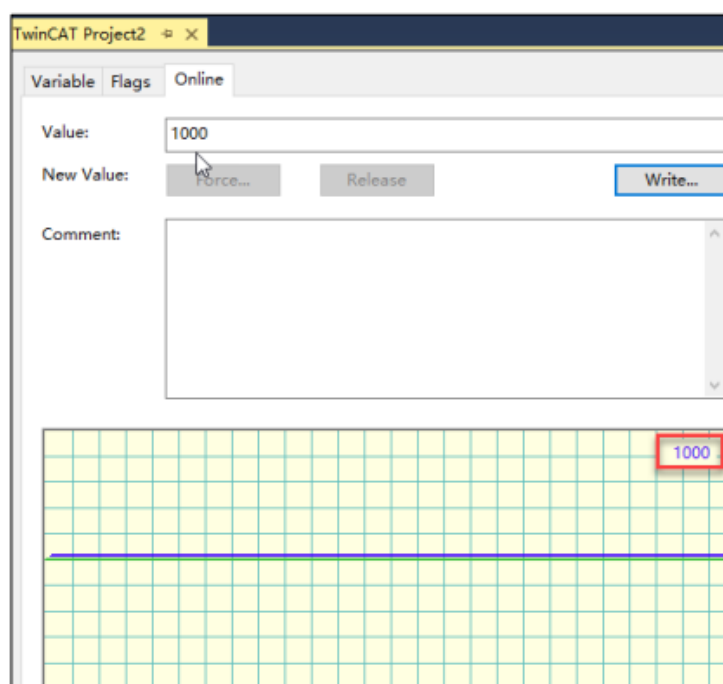 TwinCAT Project2
Variable Flags Online
Value: 1000
New Value: Force... Release Write...
Comment:
1000